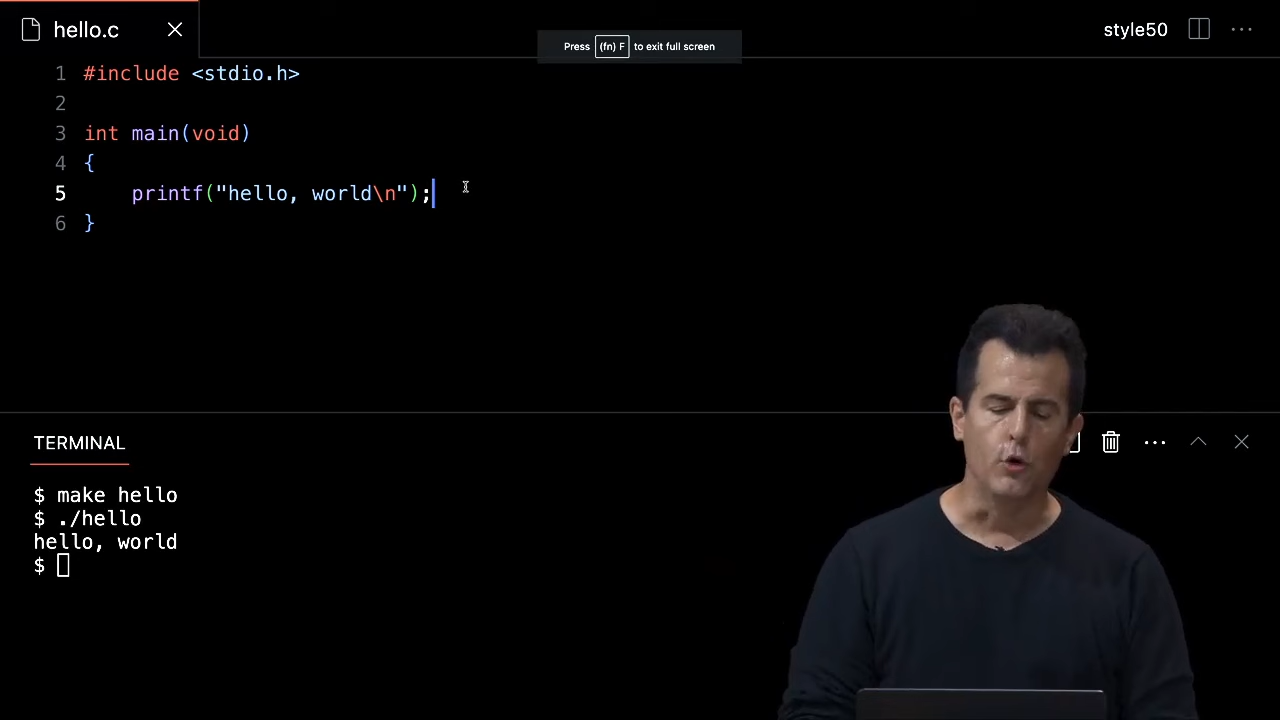 hello.c
style50
Press (fn) F to exit full screen
1 #include <stdio.h>
2
3 int main(void)
4 {
5     printf("hello, world\n");
6 }
TERMINAL
$ make hello
$ ./hello
hello, world
$